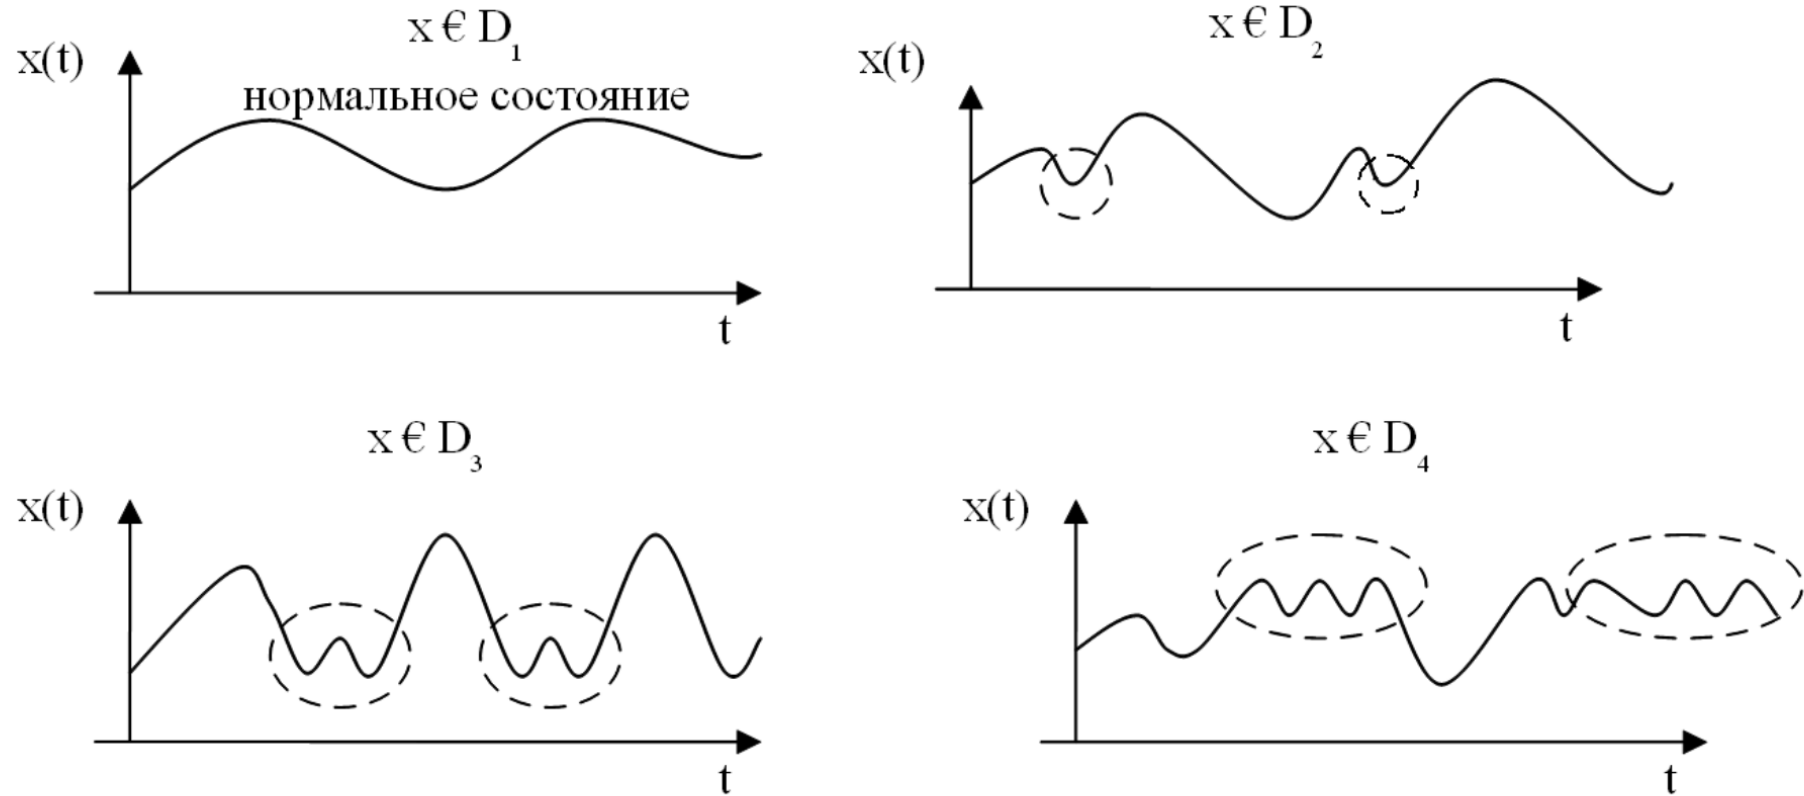 x € D₁
x(t)
нормальное состояние
t
x € D₂
x(t)
t
x € D₃
x(t)
t
x € D₄
x(t)
t